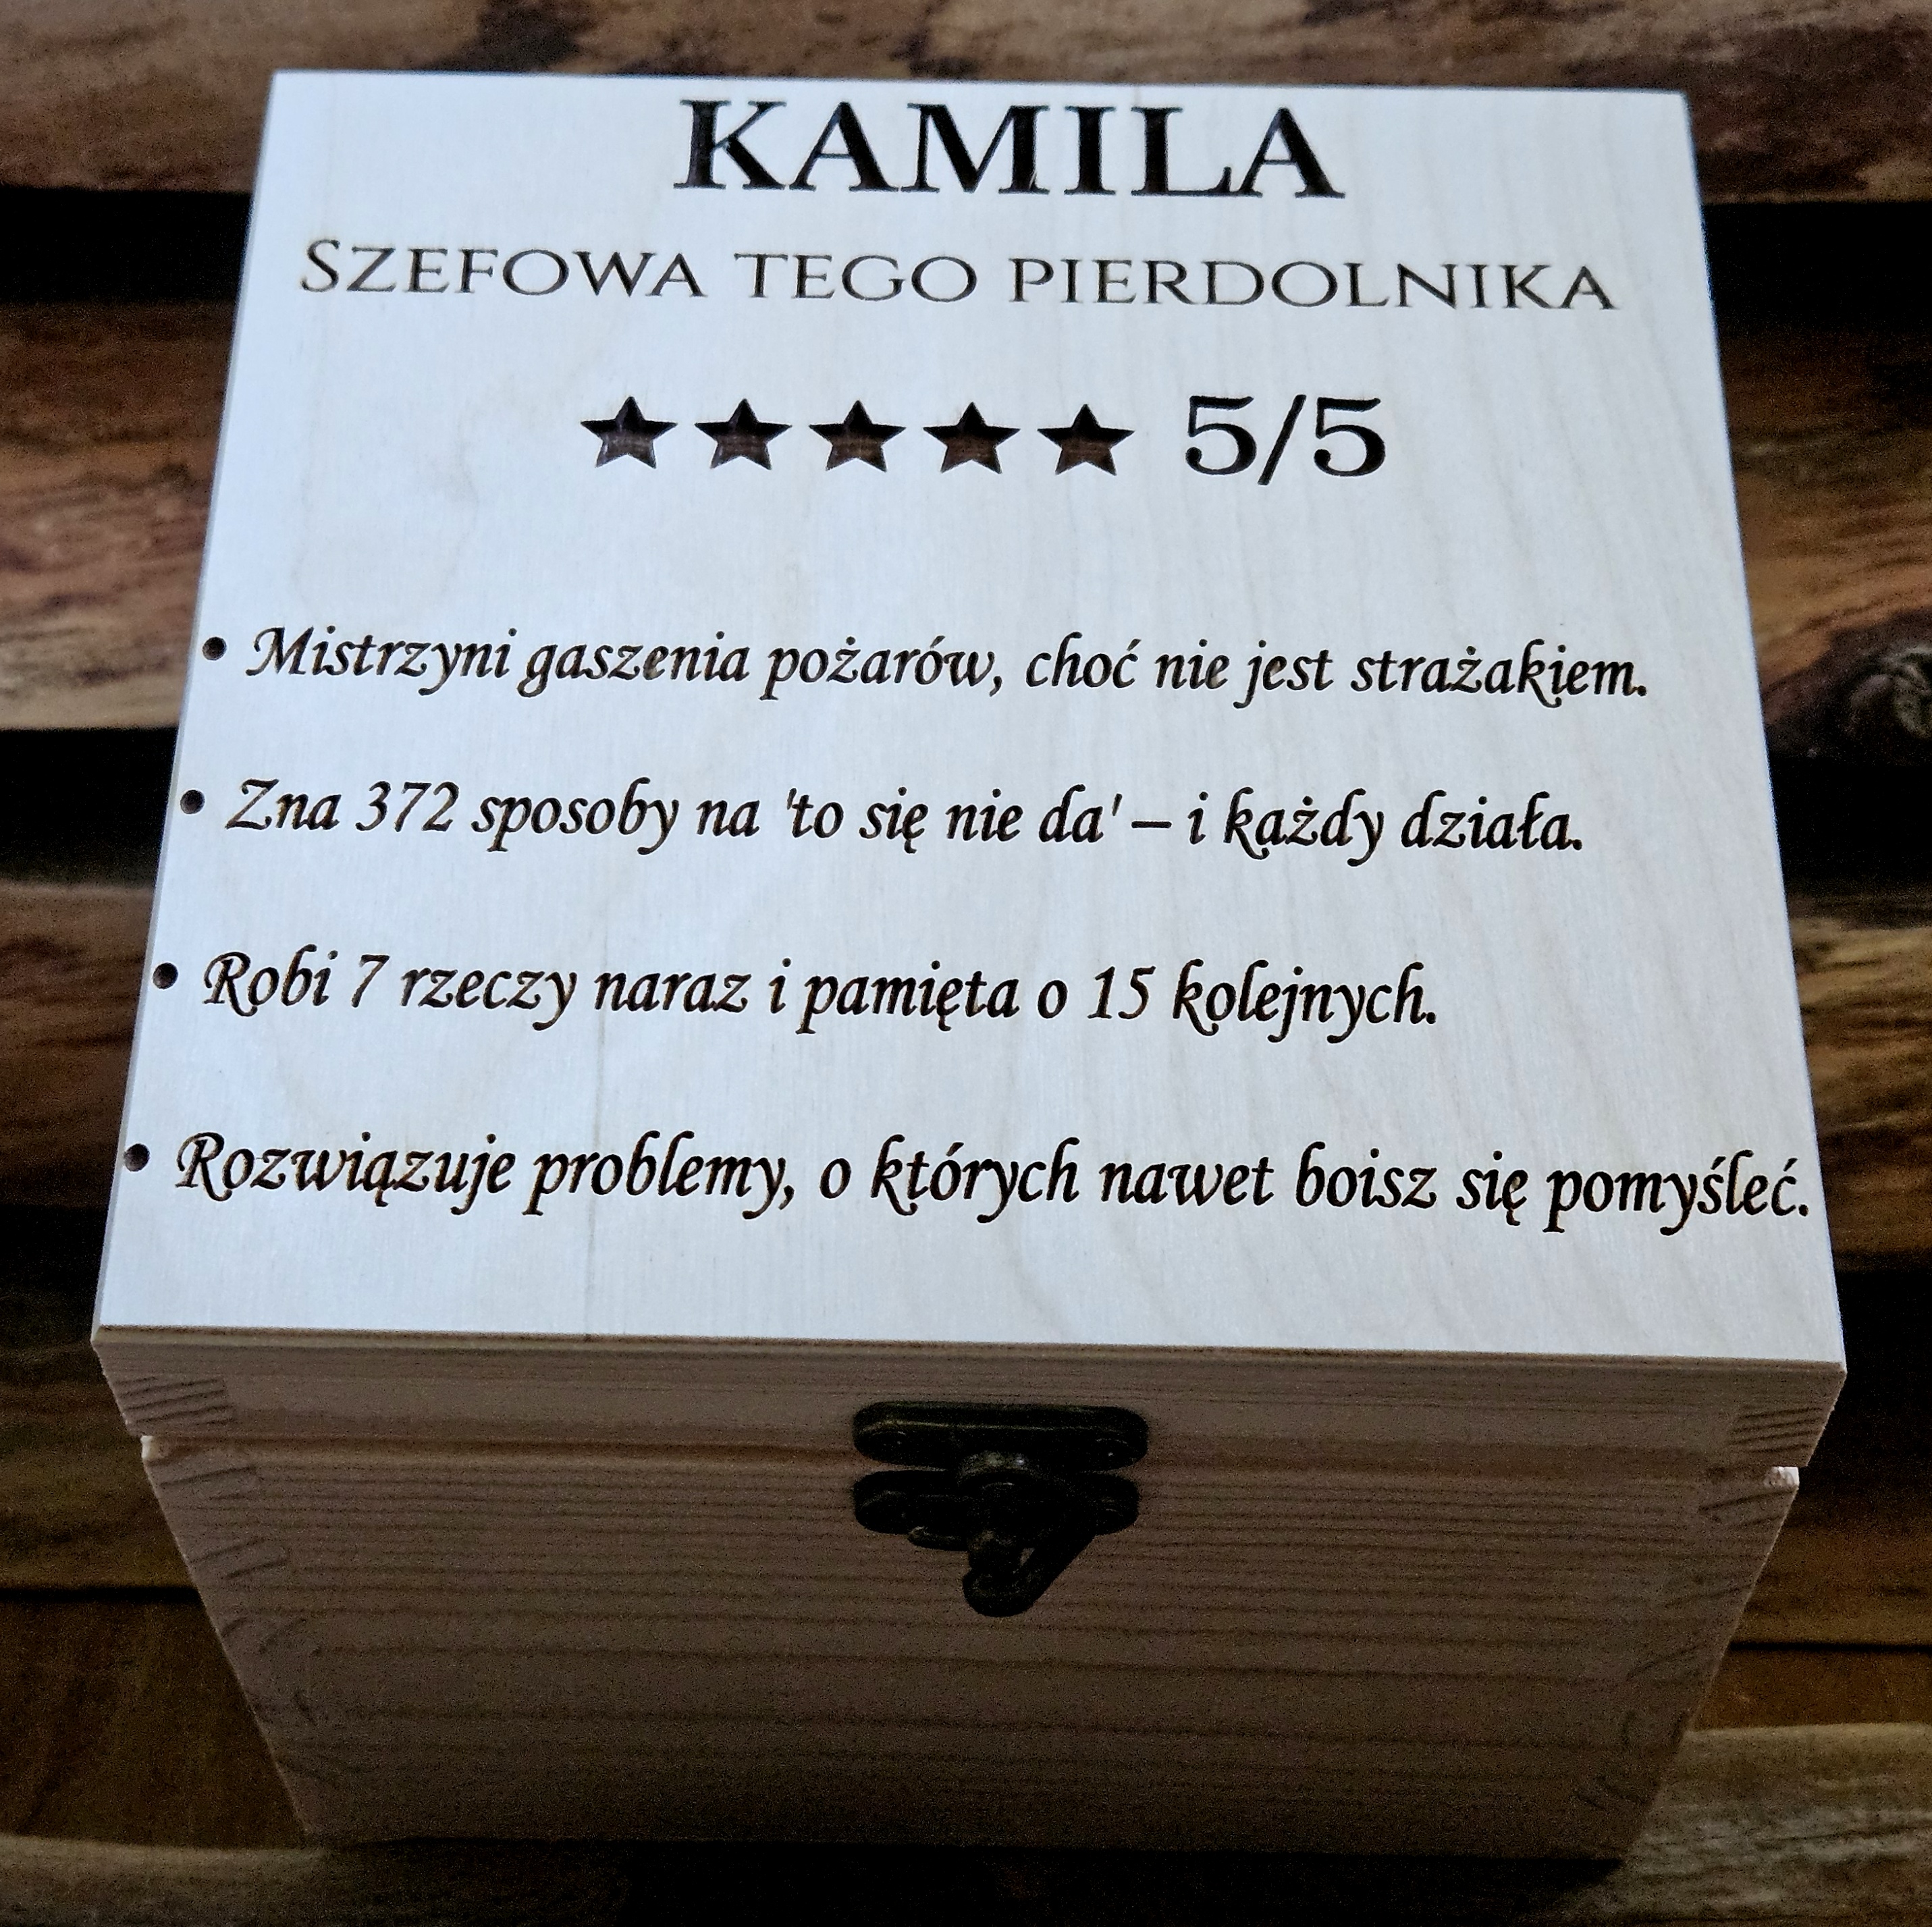 KAMILA
SZEFOWA TEGO PIERDOLNIKA
★★★★★ 5/5
• Mistrzyni gaszenia pożarów, choć nie jest strażakiem.
• Zna 372 sposoby na 'to się nie da' – i każdy działa.
• Robi 7 rzeczy naraz i pamięta o 15 kolejnych.
• Rozwiązuje problemy, o których nawet boisz się pomyśleć.